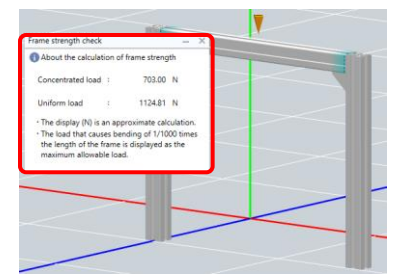 Frame strength check
About the calculation of frame strength
Concentrated load : 703.00 N
Uniform load : 1124.81 N
・The display (N) is an approximate calculation.
・The load that causes bending of 1/1000 times
the length of the frame is displayed as the
maximum allowable load.